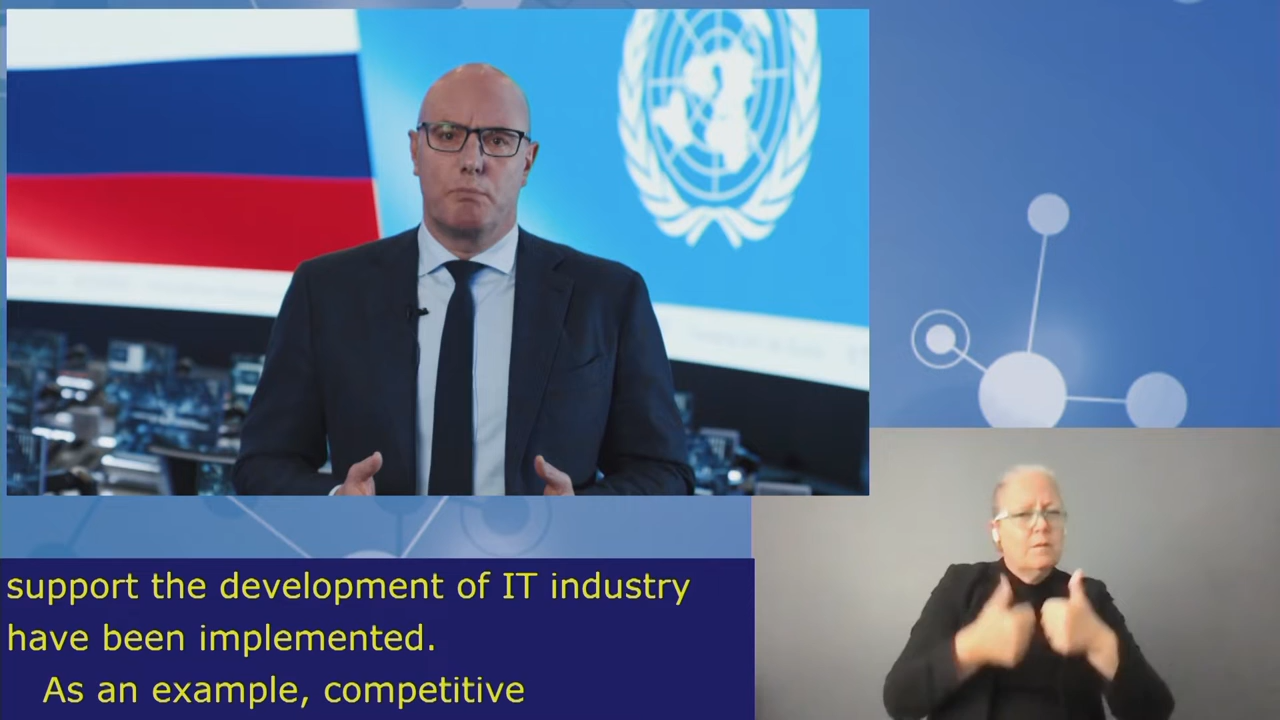 support the development of IT industry
have been implemented.
As an example, competitive